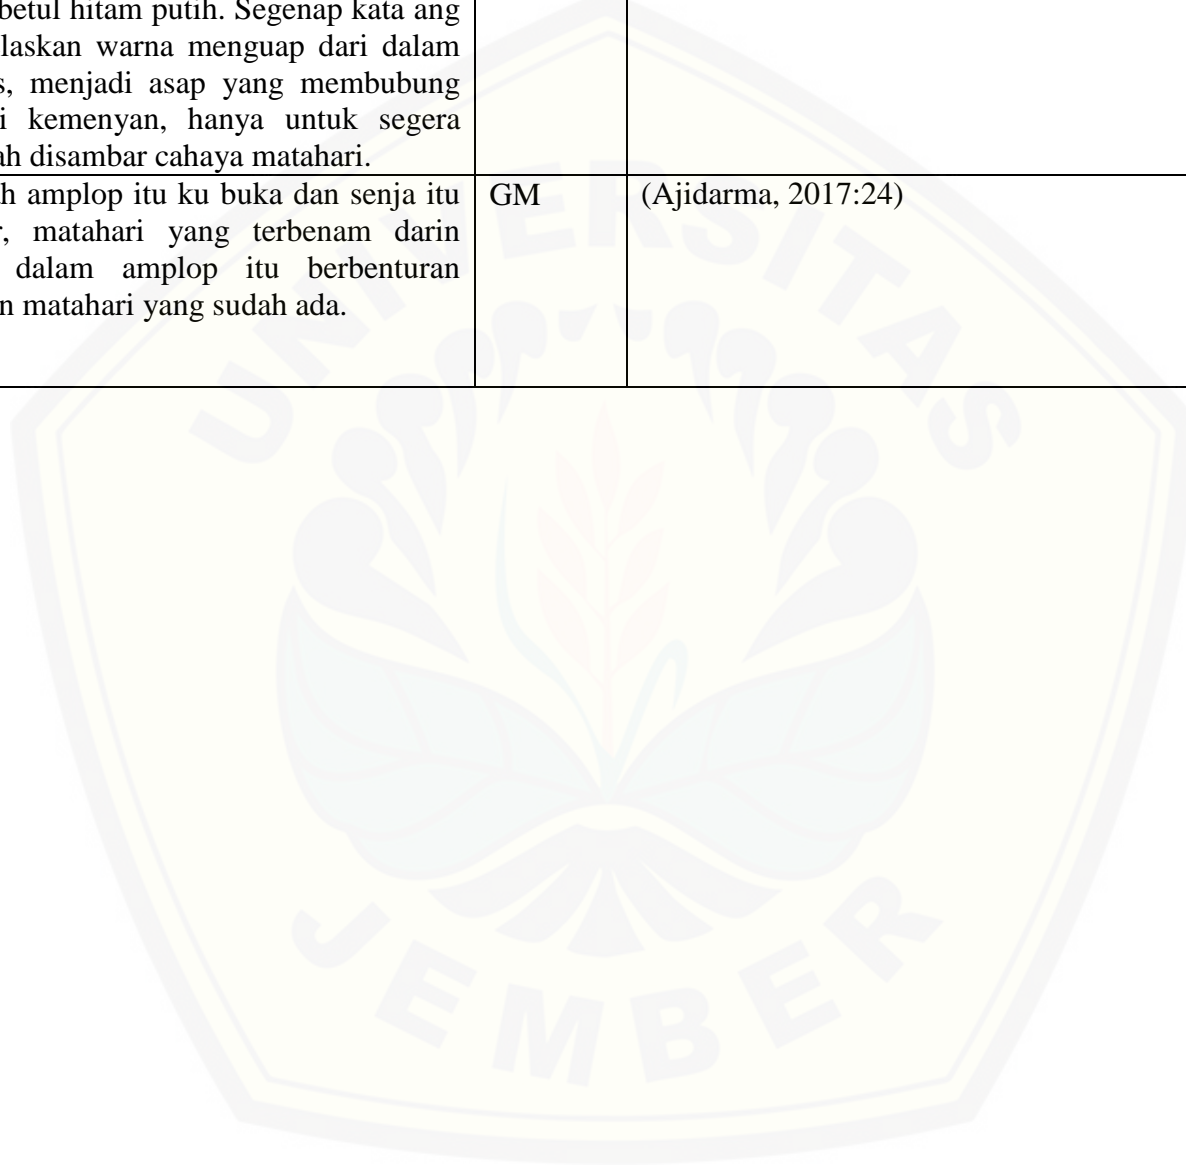 betul hitam putih. Segenap kata ang
laskan warna menguap dari dalam
s, menjadi asap yang membubung
i kemenyan, hanya untuk segera
ah disambar cahaya matahari.
h amplop itu ku buka dan senja itu GM (Ajidarma, 2017:24)
r, matahari yang terbenam darin
dalam amplop itu berbenturan
n matahari yang sudah ada.
UNIVERSITAS
JEMBER